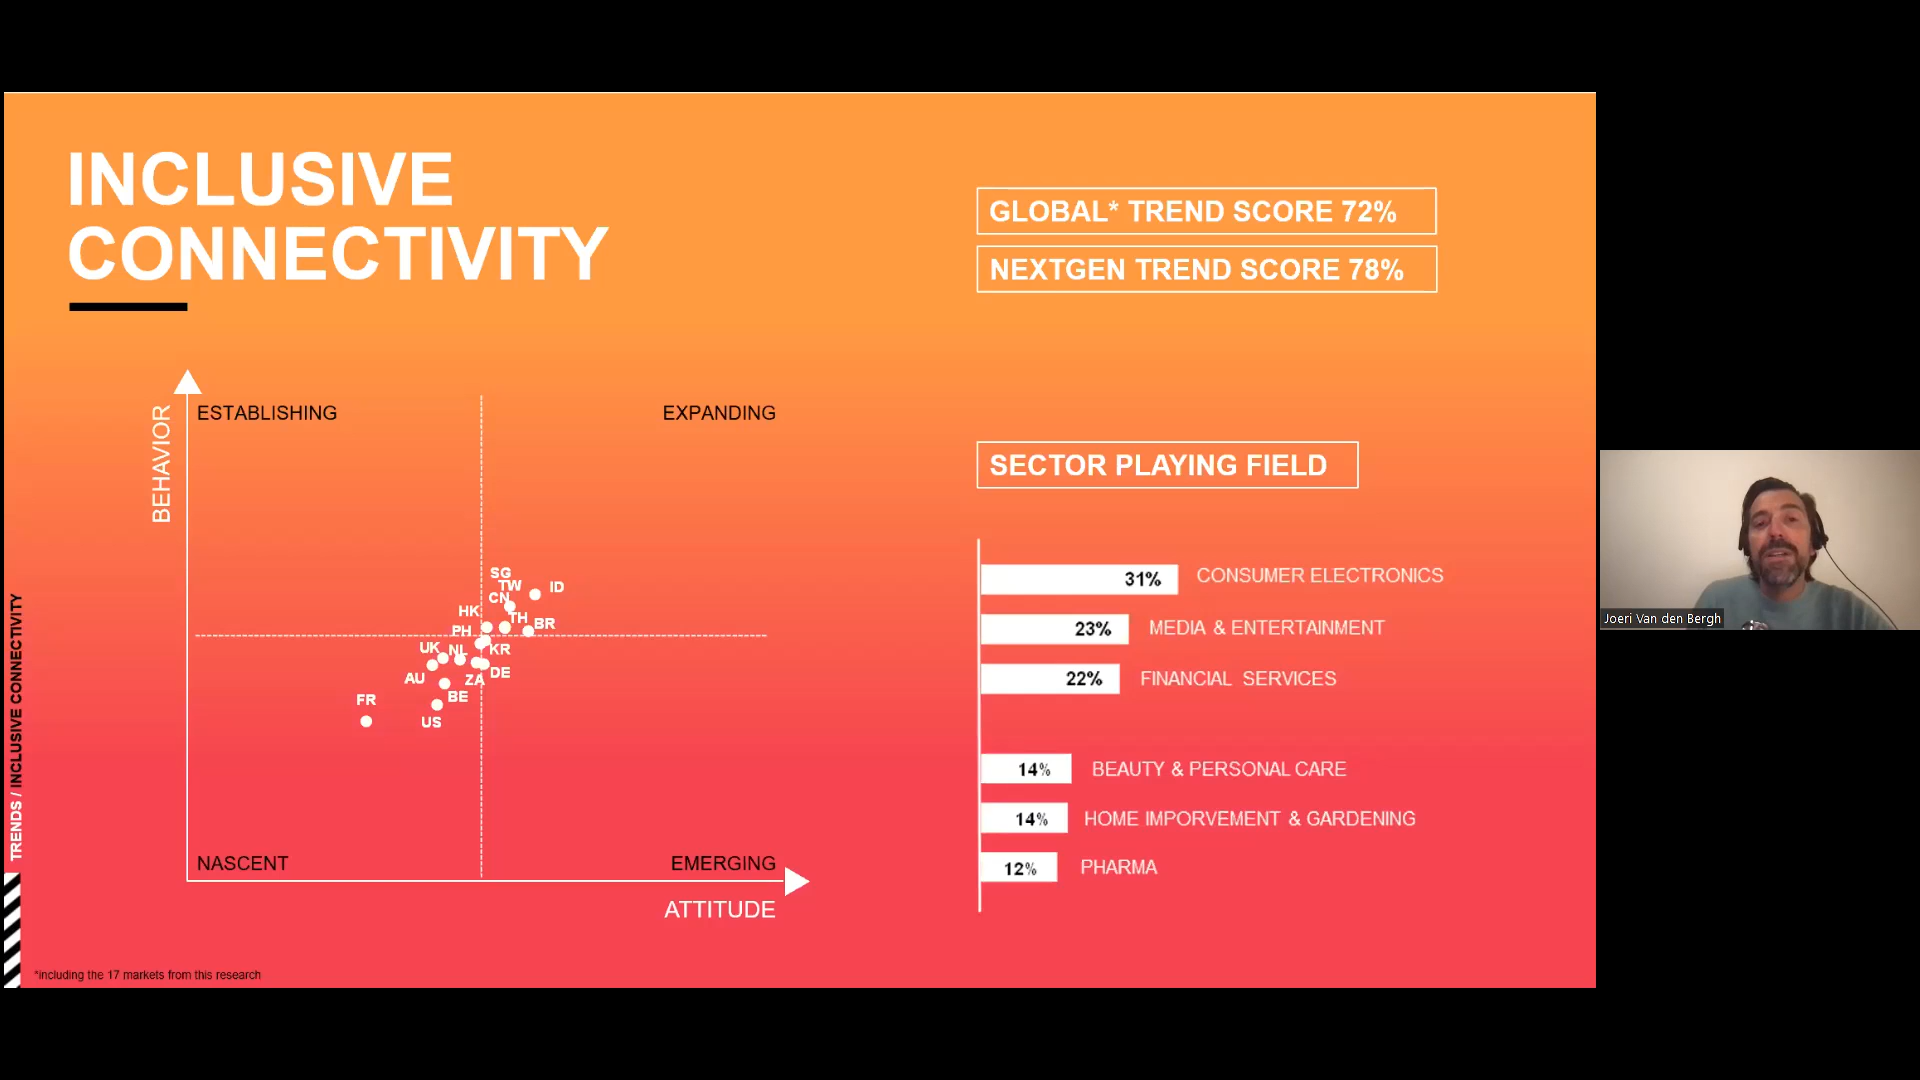 INCLUSIVE
CONNECTIVITY
GLOBAL* TREND SCORE 72%
NEXTGEN TREND SCORE 78%
BEHAVIOR
ESTABLISHING
EXPANDING
SG
TW
ID
CN
HK
TH
BR
PH
UK
NL
KR
AU
ZA
DE
FR
BE
US
NASCENT
EMERGING
ATTITUDE
SECTOR PLAYING FIELD
31% CONSUMER ELECTRONICS
23% MEDIA & ENTERTAINMENT
22% FINANCIAL SERVICES
14% BEAUTY & PERSONAL CARE
14% HOME IMPORVEMENT & GARDENING
12% PHARMA
TRENDS / INCLUSIVE CONNECTIVITY
*including the 17 markets from this research
Joeri Van den Bergh